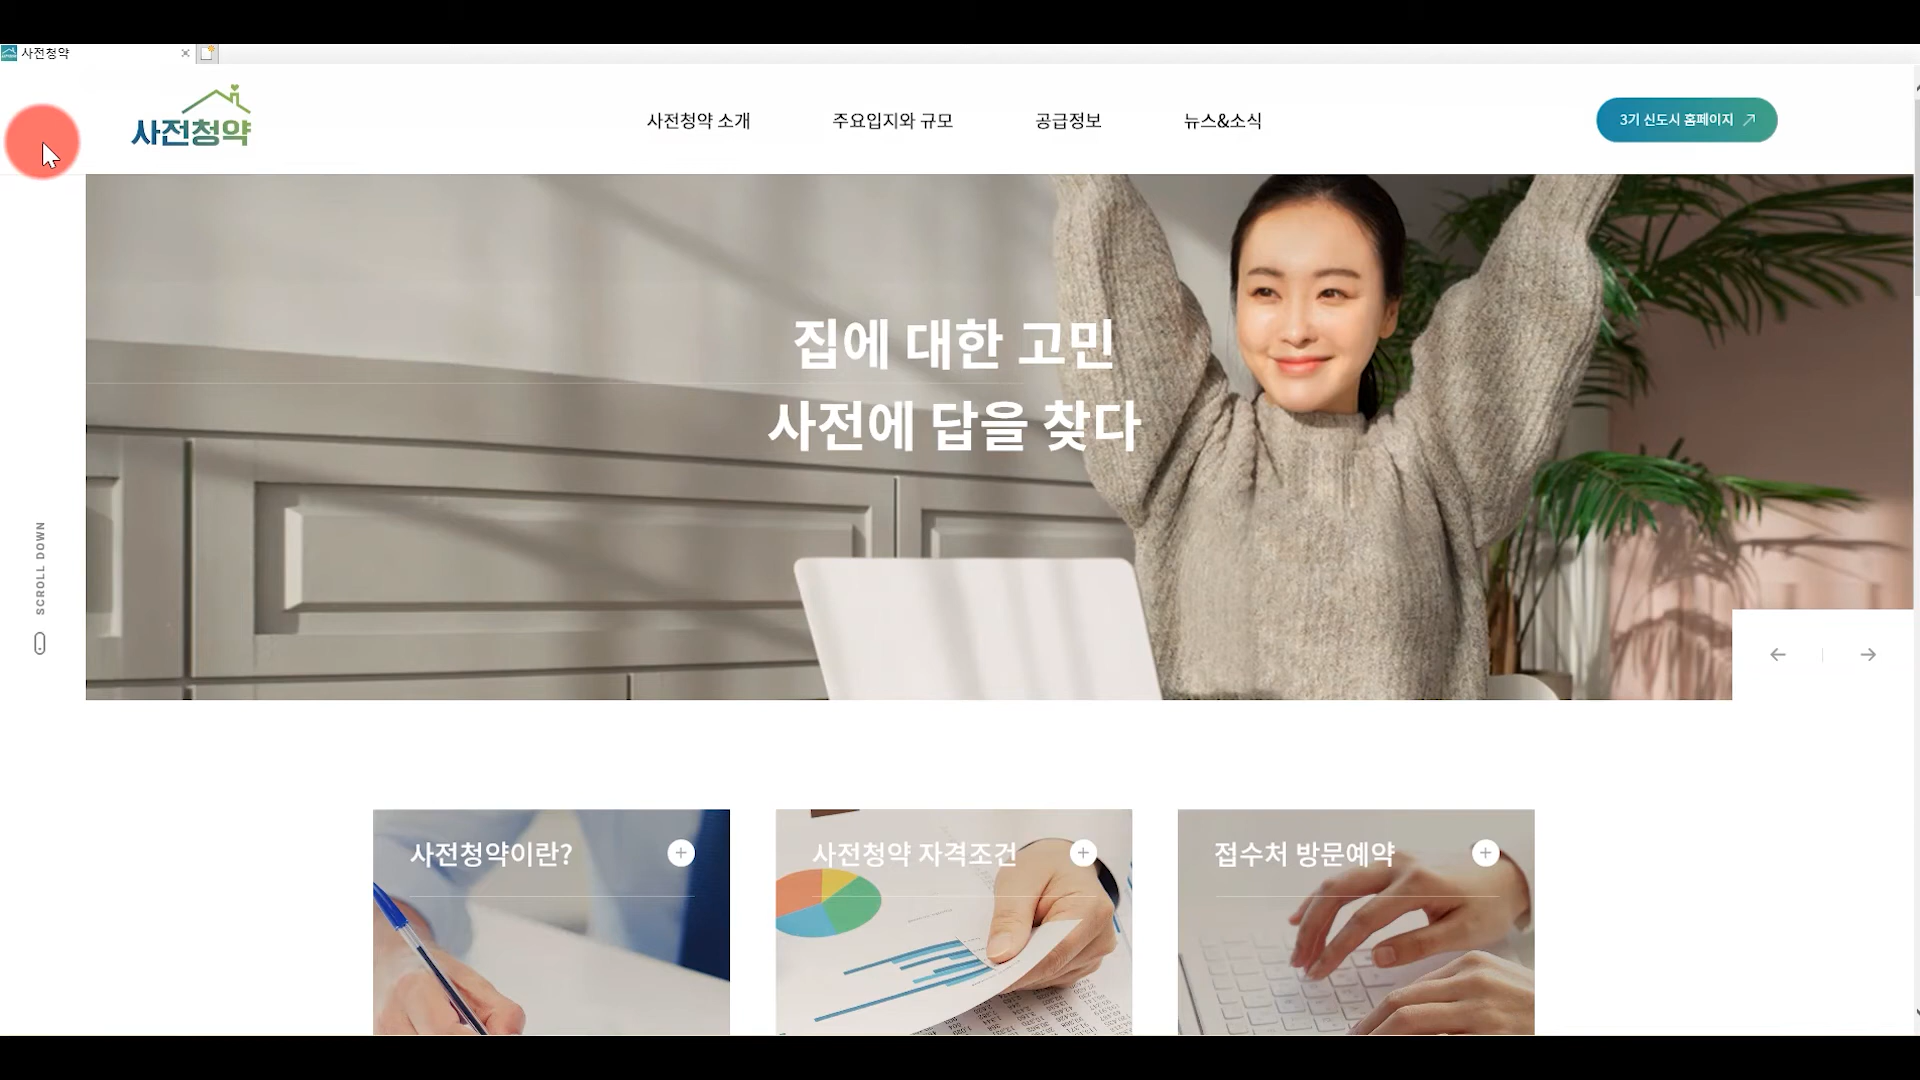 사전청약
사전청약
사전청약 소개
주요입지와 규모
공급정보
뉴스&소식
3기 신도시 홈페이지
집에 대한 고민
사전에 답을 찾다
SCROLL DOWN
사전청약이란?
사전청약 자격조건
접수처 방문예약